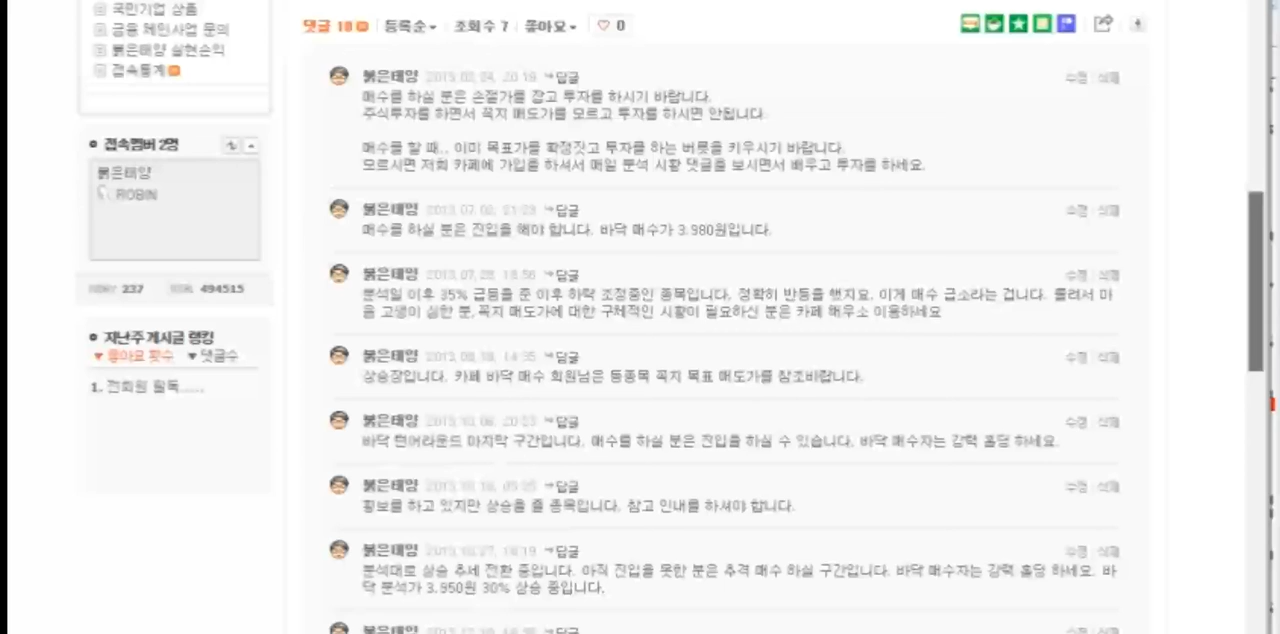 국민기업 상품
금융 체인사업 문의
붉은태양 실현손익
접속통계
접속멤버 2명
붉은태양
ROBIN
237
494515
지난주 게시글 랭킹
▼ 좋아요 횟수 ▼ 댓글수
1. 전회원 필독.....
댓글 18 등록순 조회수 7 좋아요 0
붉은태양 답글 수정 삭제
매수를 하실 분은 손절가를 잡고 투자를 하시기 바랍니다.
주식투자를 하면서 꼭지 매도가를 모르고 투자를 하시면 안됩니다.
매수를 할 때.. 이미 목표가를 확정짓고 투자를 하는 버릇을 키우시기 바랍니다.
모르시면 저희 카페에 가입을 하셔서 매일 분석 시황 댓글을 보시면서 배우고 투자를 하세요.
붉은태양 답글 수정 삭제
매수를 하실 분은 진입을 해야 합니다. 바닥 매수가 3.980원입니다.
붉은태양 답글 수정 삭제
분석일 이후 35% 급등을 준 이후 하락 조정중인 종목입니다. 정확히 반등을 했지요. 이게 매수 급소라는 겁니다. 물려서 마
음 고생이 심한 분, 꼭지 매도가에 대한 구체적인 시황이 필요하신 분은 카페 해우소 이용하세요
붉은태양 답글 수정 삭제
상승장입니다. 카페 바닥 매수 회원님은 동종목 꼭지 목표 매도가를 참조바랍니다.
붉은태양 답글 수정 삭제
바닥 턴어라운드 마지막 구간입니다. 매수를 하실 분은 진입을 하실 수 있습니다. 바닥 매수자는 강력 홀딩 하세요.
붉은태양 답글 수정 삭제
횡보를 하고 있지만 상승을 줄 종목입니다. 참고 인내를 하셔야 합니다.
붉은태양 답글 수정 삭제
분석대로 상승 추세 전환 중입니다. 아직 진입을 못한 분은 추격 매수 하실 구간입니다. 바닥 매수자는 강력 홀딩 하세요. 바
닥 분석가 3.950원 30% 상승 중입니다.
붉은태양 답글